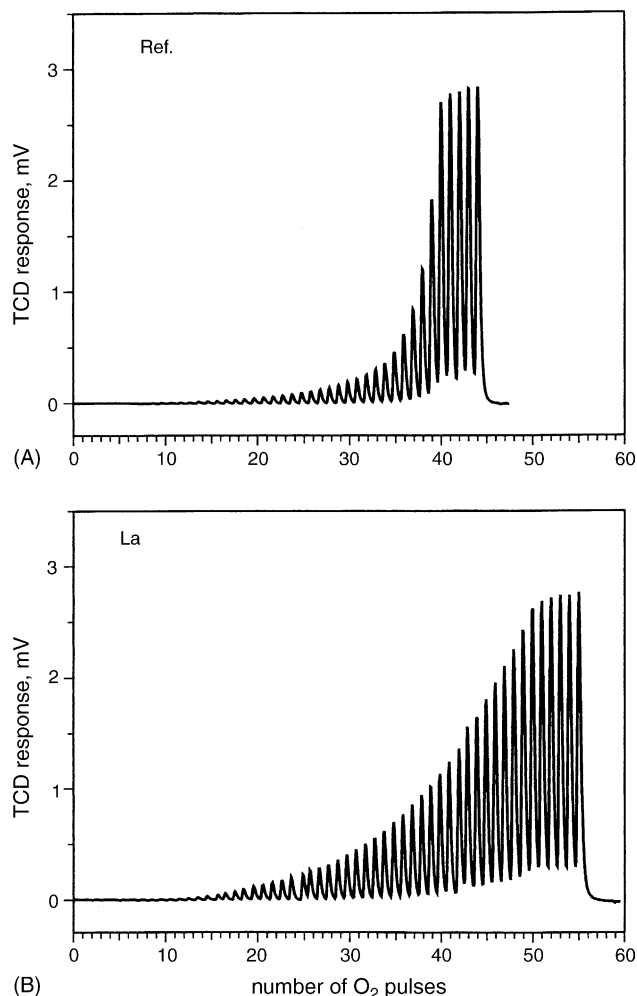 Ref.
3
2
1
0
TCD response, mV
0 10 20 30 40 50 60
(A)
La
3
2
1
0
TCD response, mV
0 10 20 30 40 50 60
(B)
number of O₂ pulses